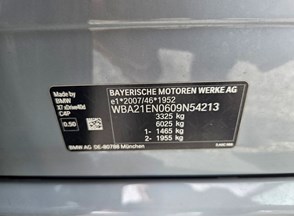 Made by
BMW
X7 xDrive40d
CAP
0.50
BAYERISCHE MOTOREN WERKE AG
e1*2007/46*1952
WBA21EN0609N54213
3325 kg
6025 kg
1- 1465 kg
2- 1955 kg
BMW AG DE-80788 München